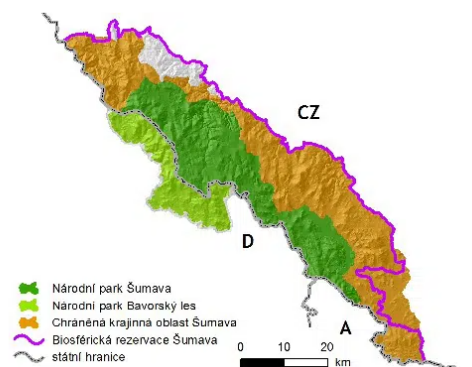 CZ
D
A
Národní park Šumava
Národní park Bavorský les
Chráněná krajinná oblast Šumava
Biosférická rezervace Šumava
státní hranice
0 10 20
km